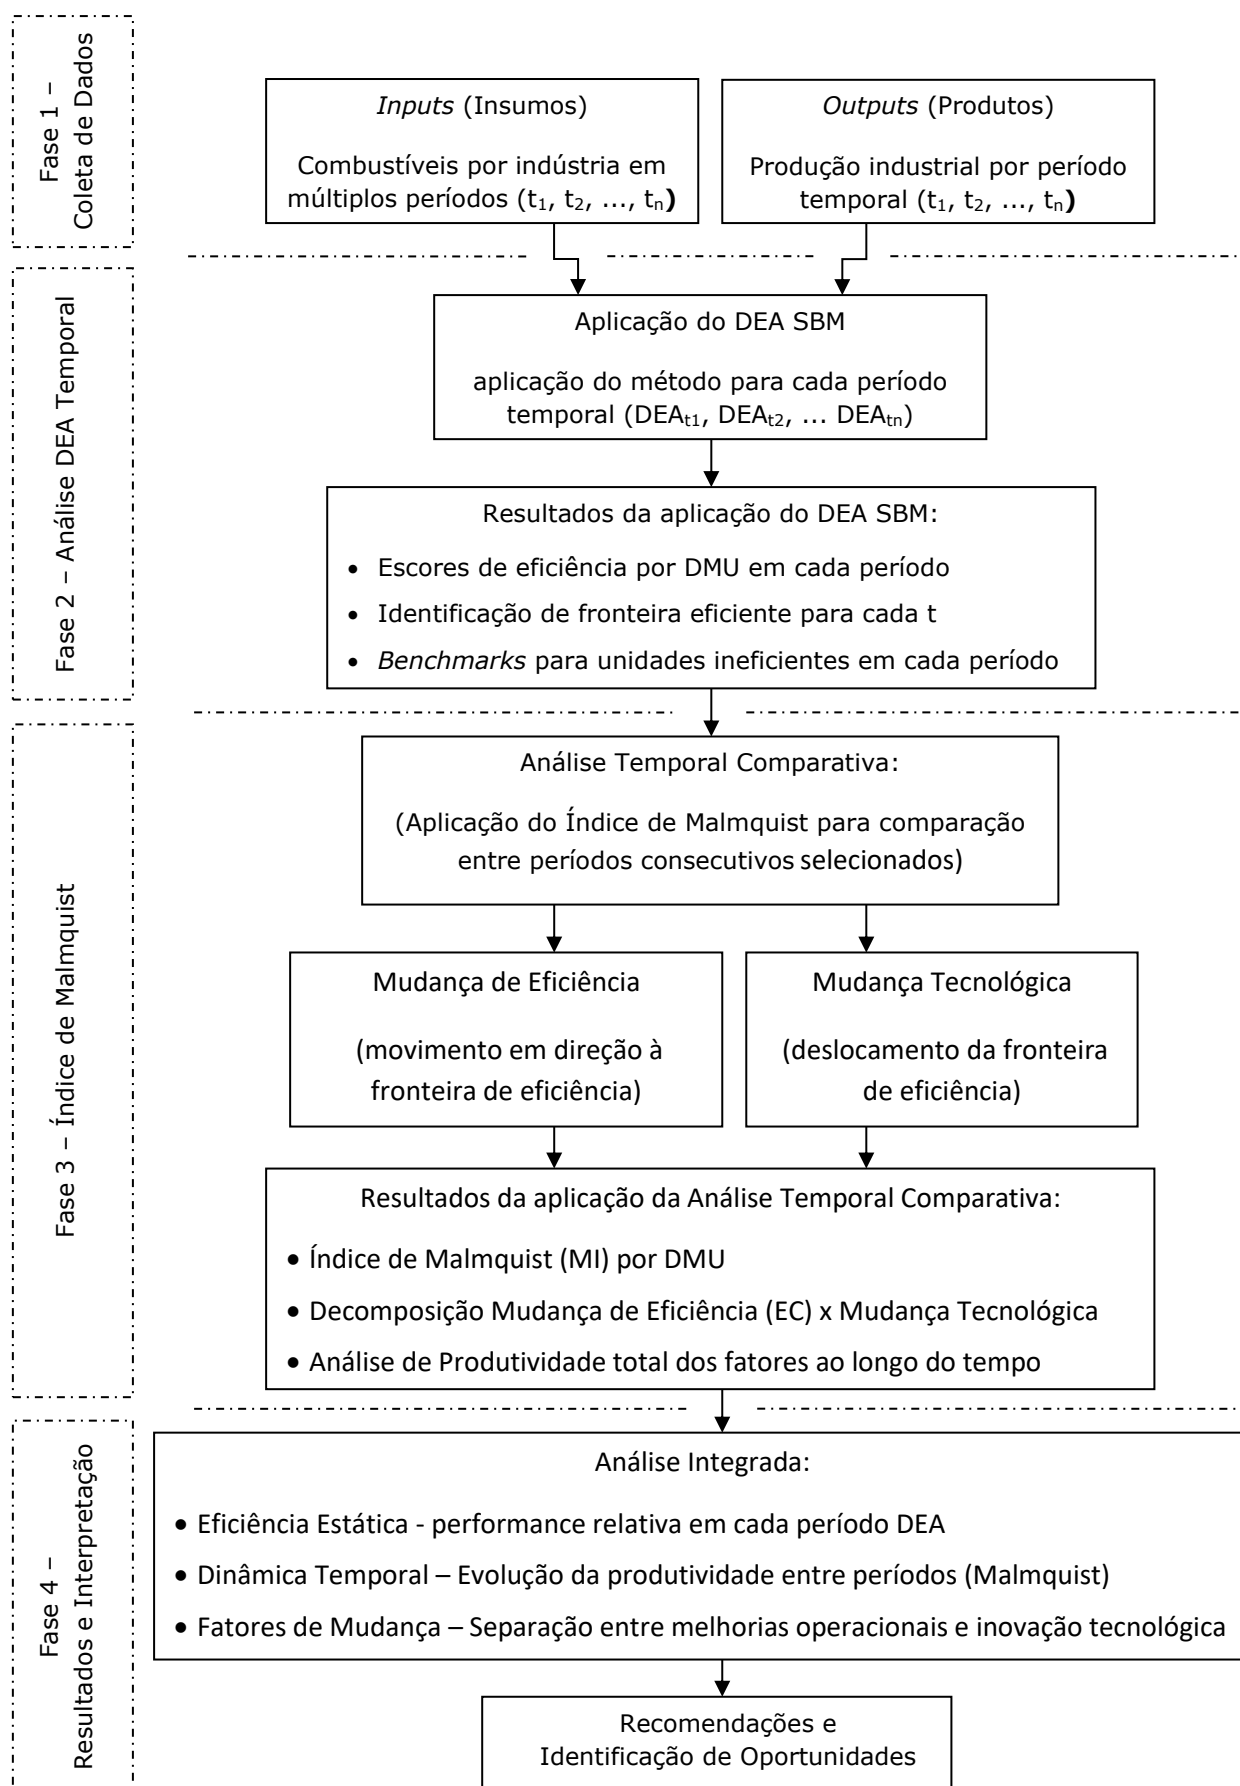 Fase 1 –
Coleta de Dados
Inputs (Insumos)
Combustíveis por indústria em
múltiplos períodos (t1, t2, ..., tn)
Outputs (Produtos)
Produção industrial por período
temporal (t1, t2, ..., tn)
Fase 2 – Análise DEA Temporal
Aplicação do DEA SBM
aplicação do método para cada período
temporal (DEAt1, DEAt2, ... DEAtn)
Resultados da aplicação do DEA SBM:
• Escores de eficiência por DMU em cada período
• Identificação de fronteira eficiente para cada t
• Benchmarks para unidades ineficientes em cada período
Fase 3 – Índice de Malmquist
Análise Temporal Comparativa:
(Aplicação do Índice de Malmquist para comparação
entre períodos consecutivos selecionados)
Mudança de Eficiência
(movimento em direção à
fronteira de eficiência)
Mudança Tecnológica
(deslocamento da fronteira
de eficiência)
Resultados da aplicação da Análise Temporal Comparativa:
• Índice de Malmquist (MI) por DMU
• Decomposição Mudança de Eficiência (EC) x Mudança Tecnológica
• Análise de Produtividade total dos fatores ao longo do tempo
Fase 4 –
Resultados e Interpretação
Análise Integrada:
• Eficiência Estática - performance relativa em cada período DEA
• Dinâmica Temporal – Evolução da produtividade entre períodos (Malmquist)
• Fatores de Mudança – Separação entre melhorias operacionais e inovação tecnológica
Recomendações e
Identificação de Oportunidades